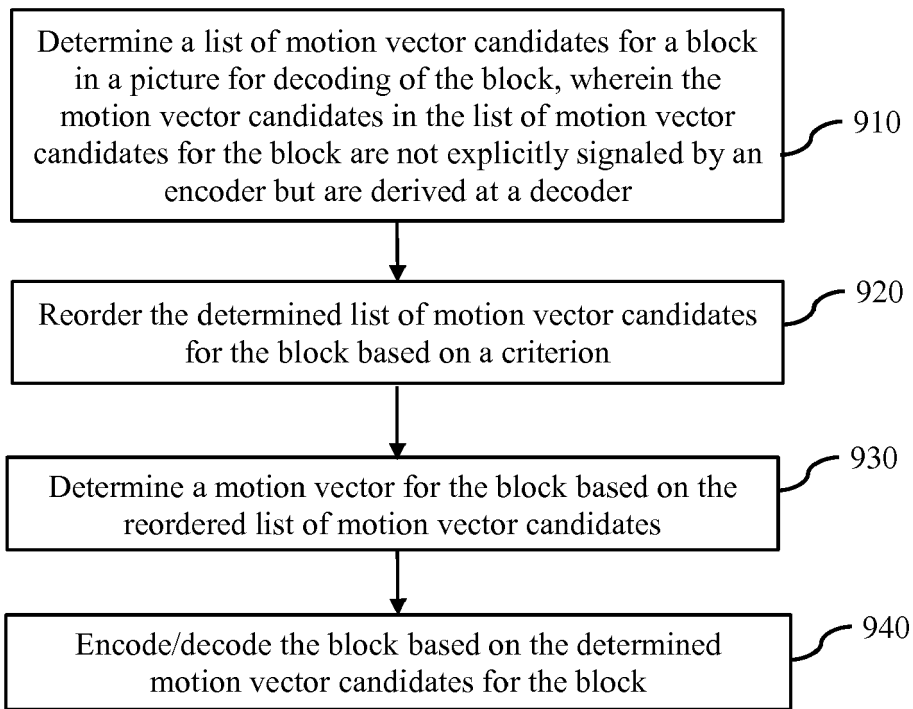 Determine a list of motion vector candidates for a block
in a picture for decoding of the block, wherein the
motion vector candidates in the list of motion vector
candidates for the block are not explicitly signaled by an
encoder but are derived at a decoder
910
920
Reorder the determined list of motion vector candidates
for the block based on a criterion
930
Determine a motion vector for the block based on the
reordered list of motion vector candidates
940
Encode/decode the block based on the determined
motion vector candidates for the block